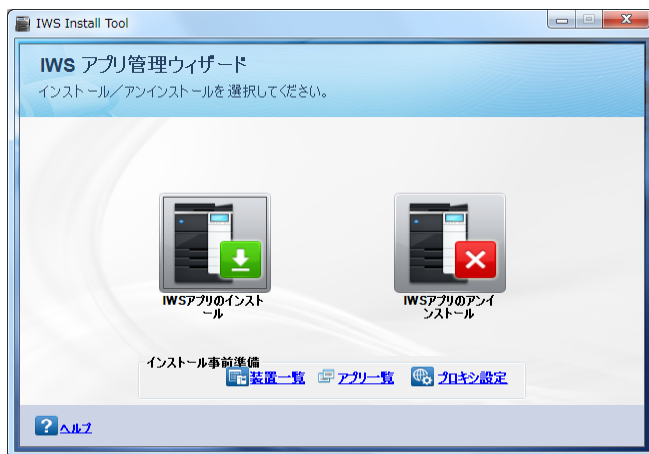 IWS Install Tool
IWS アプリ管理ウィザード
インストール／アンインストールを選択してください。
IWSアプリのインスト
ール
IWSアプリのアンイ
ンストール
インストール事前準備
装置一覧 アプリ一覧 プロキシ設定
? ヘルプ